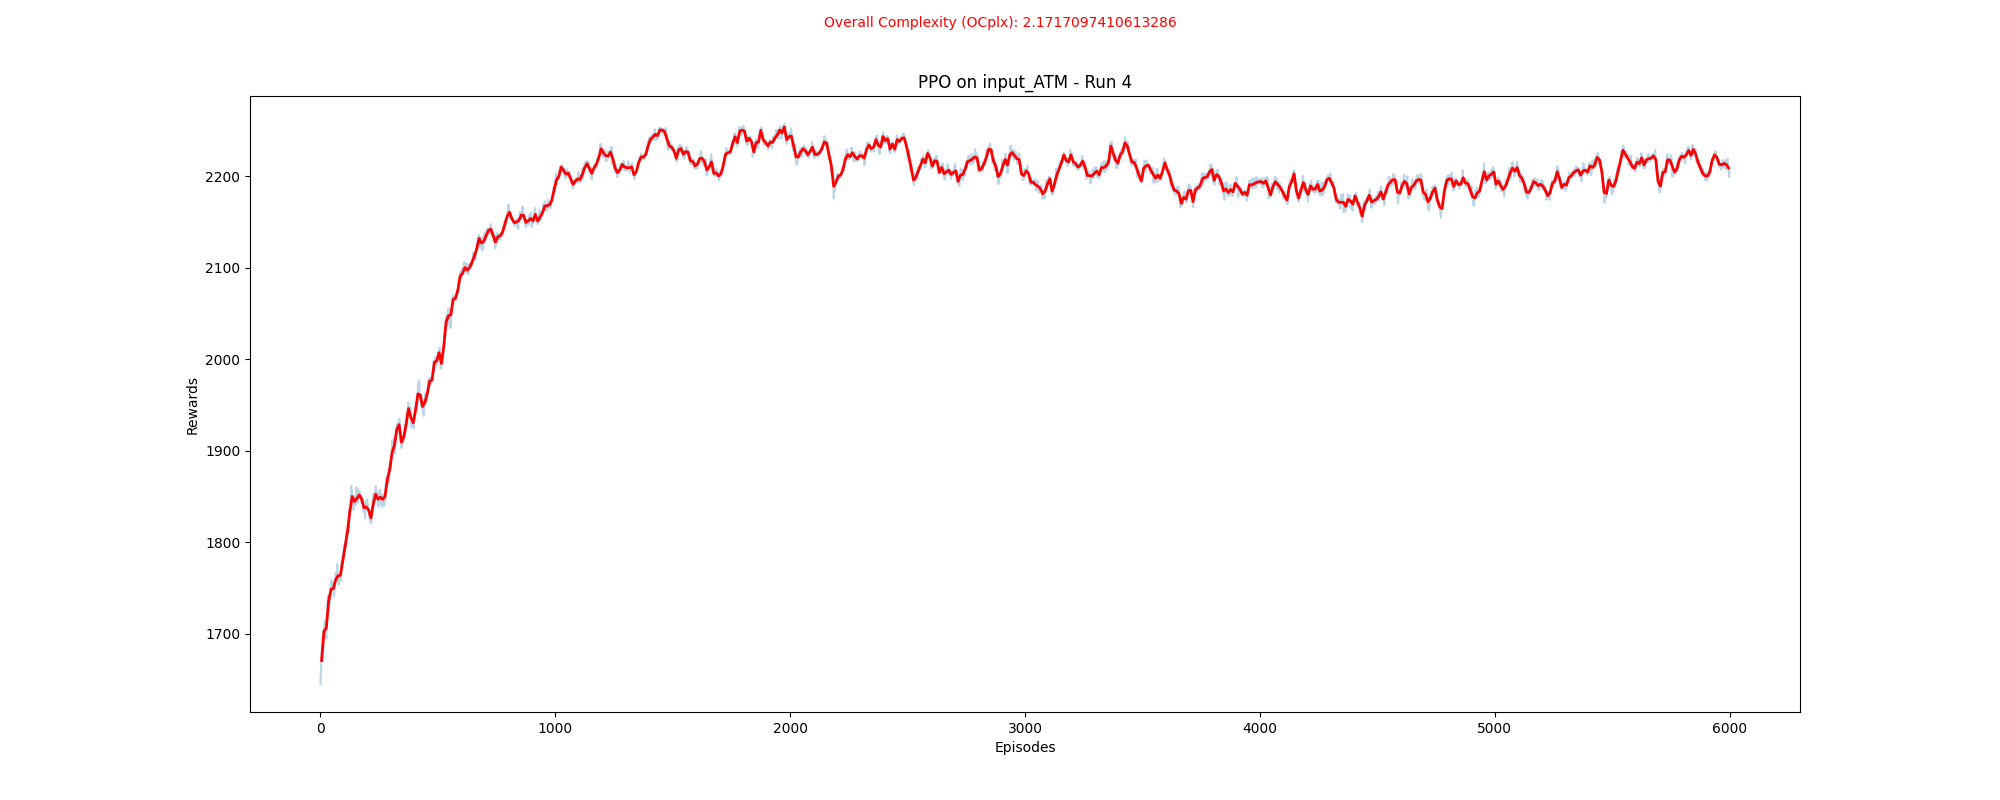 Overall Complexity (OCplx): 2.1717097410613286
PPO on input_ATM - Run 4
Rewards
2200
2100
2000
1900
1800
1700
0 1000 2000 3000 4000 5000 6000
Episodes